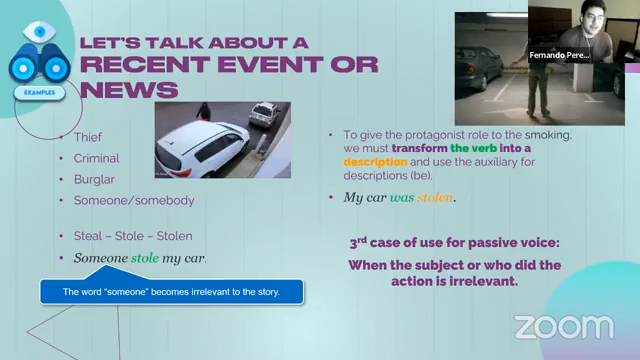 LET'S TALK ABOUT A
RECENT EVENT OR
NEWS
EXAMPLES
Fernando Pere...
• Thief
• Criminal
• Burglar
• Someone/somebody
• Steal – Stole – Stolen
• Someone stole my car.
The word “someone” becomes irrelevant to the story.
• To give the protagonist role to the smoking,
we must transform the verb into a
description and use the auxiliary for
descriptions (be).
• My car was stolen.
3rd case of use for passive voice:
When the subject or who did the
action is irrelevant.
zoom